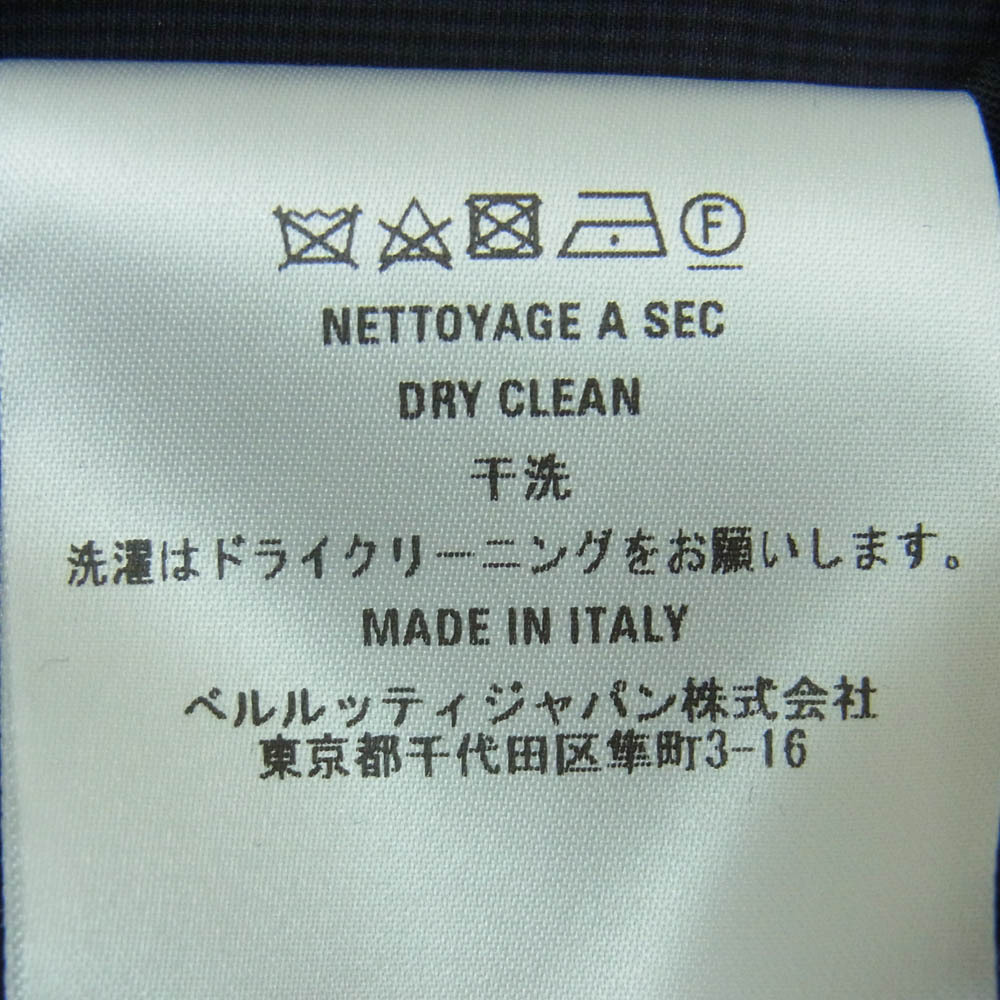 F
NETTOYAGE A SEC
DRY CLEAN
干洗
洗濯はドライクリーニングをお願いします。
MADE IN ITALY
ベルルッティジャパン株式会社
東京都千代田区隼町3-16